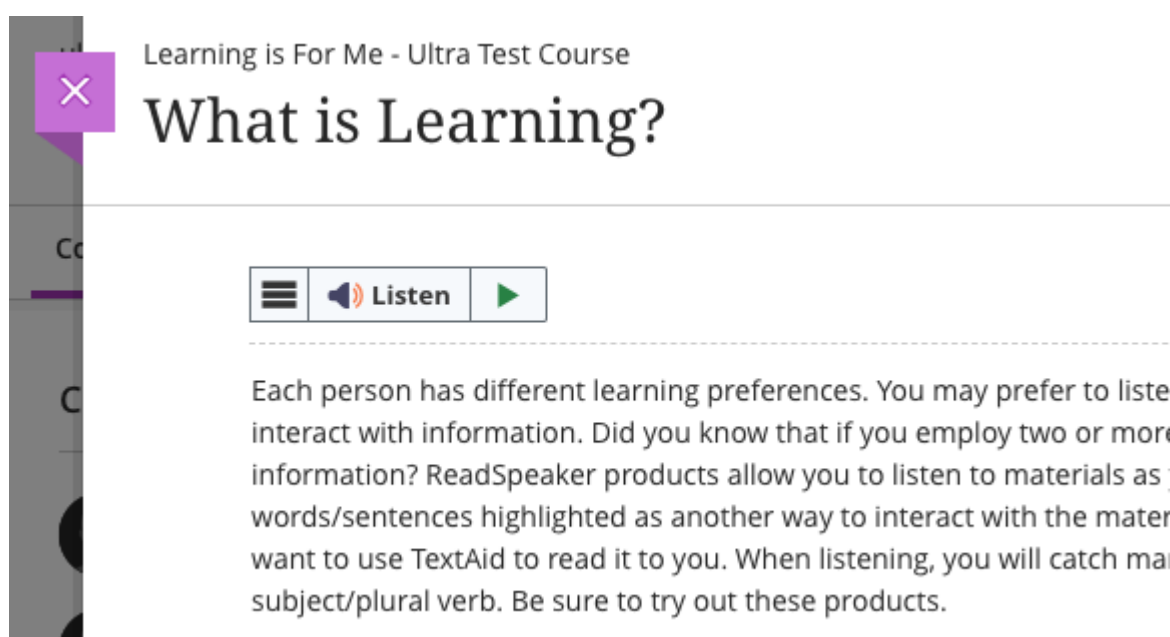 Learning is For Me - Ultra Test Course
What is Learning?
Listen
Each person has different learning preferences. You may prefer to liste
interact with information. Did you know that if you employ two or more
information? ReadSpeaker products allow you to listen to materials as
words/sentences highlighted as another way to interact with the mater
want to use TextAid to read it to you. When listening, you will catch ma
subject/plural verb. Be sure to try out these products.